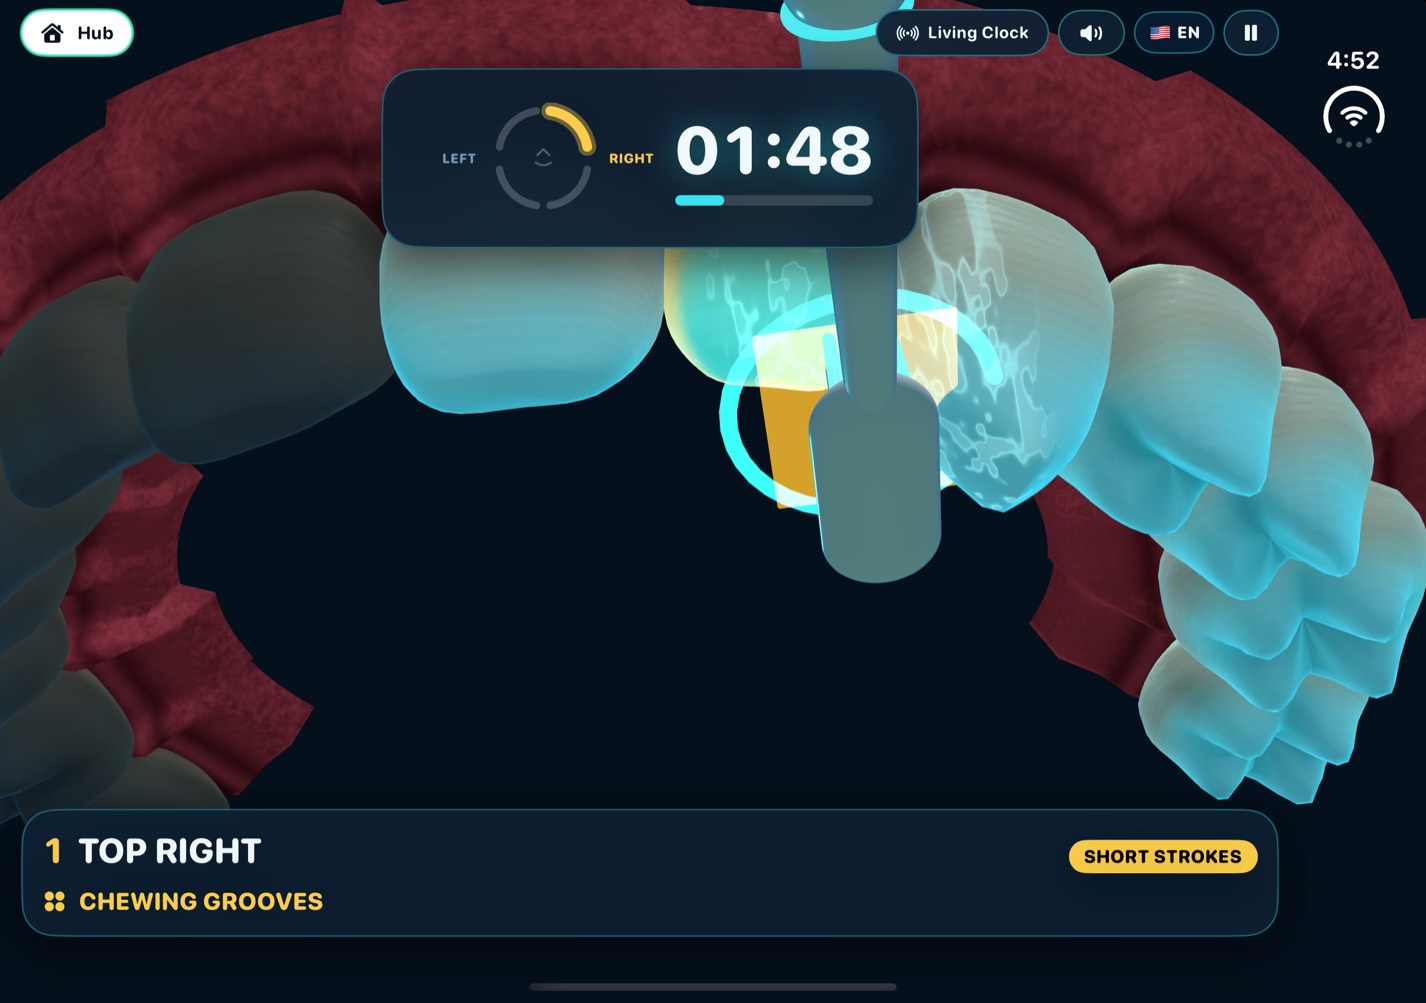 Hub
Living Clock
EN
4:52
LEFT
RIGHT
01:48
1 TOP RIGHT
SHORT STROKES
CHEWING GROOVES